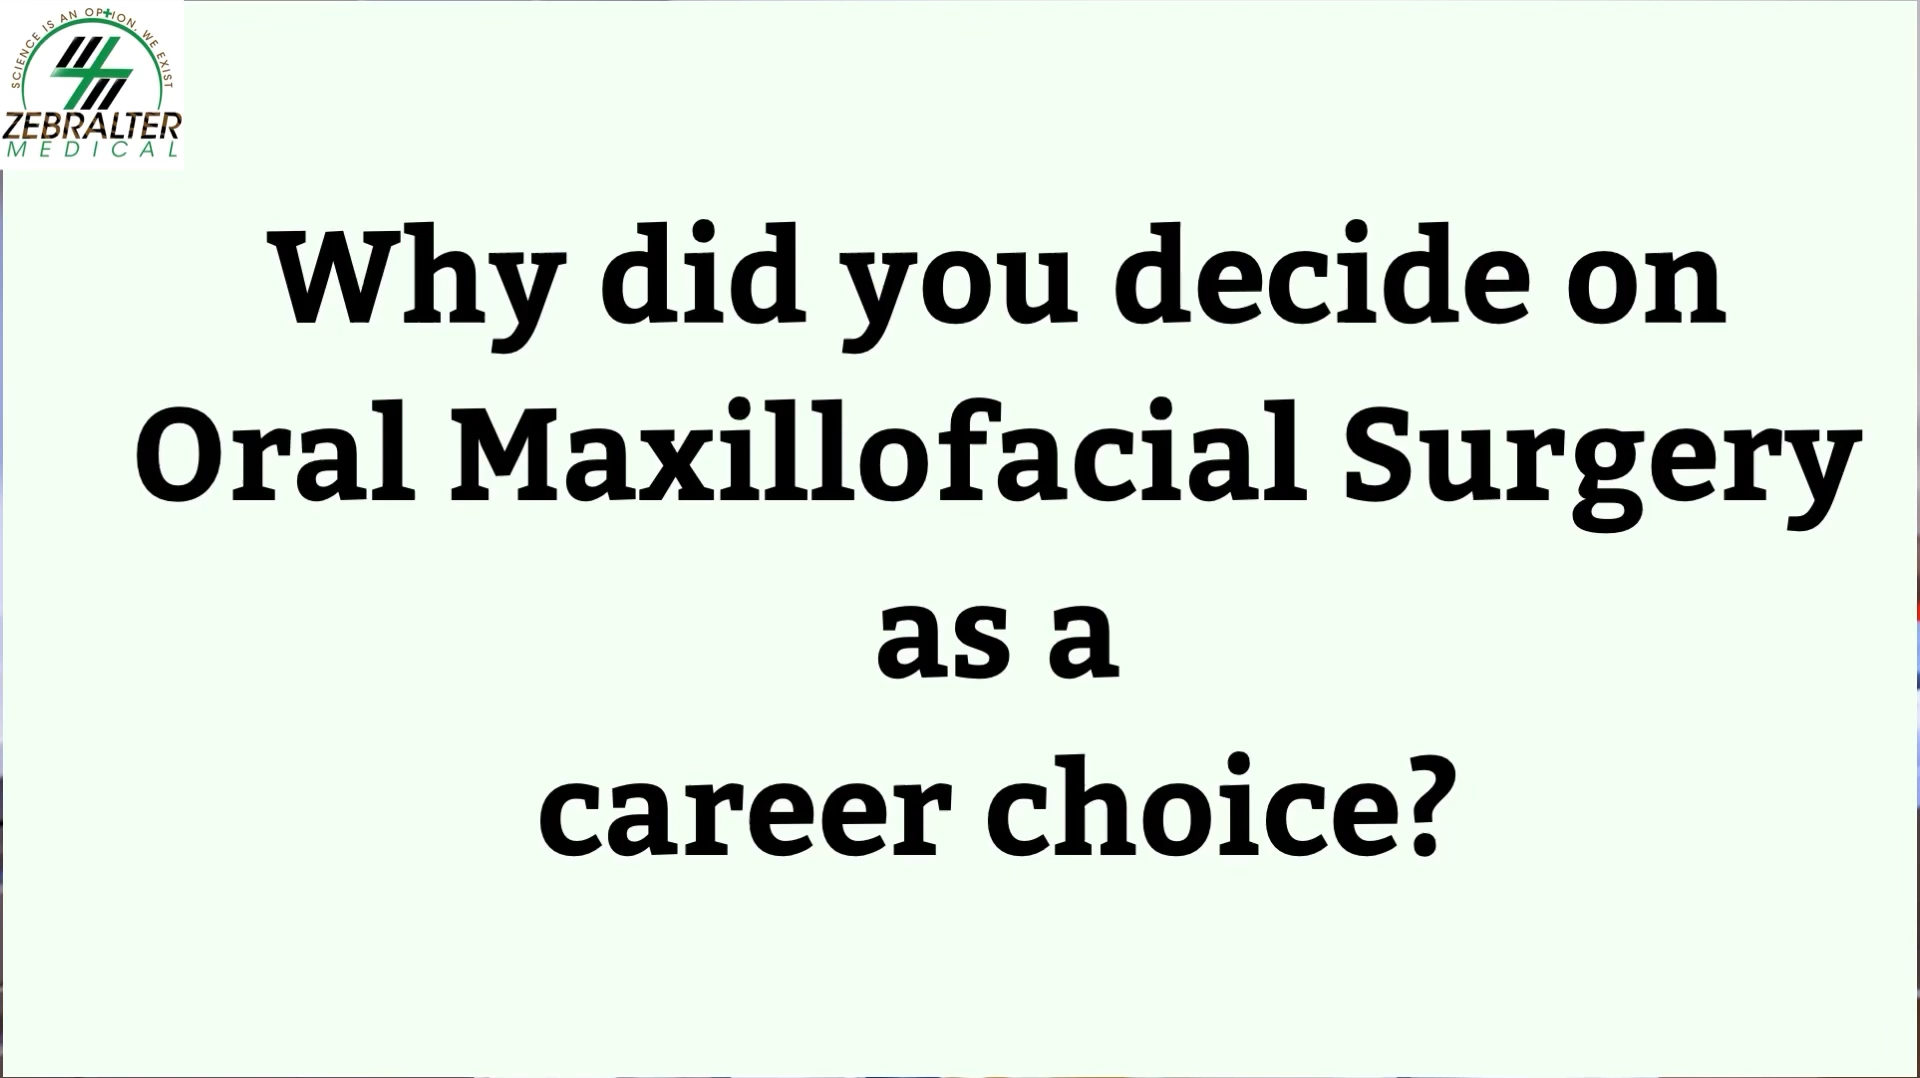 SCIENCE IS AN OPTION, WE EXIST
ZEBRALTER
MEDICAL
Why did you decide on
Oral Maxillofacial Surgery
as a
career choice?